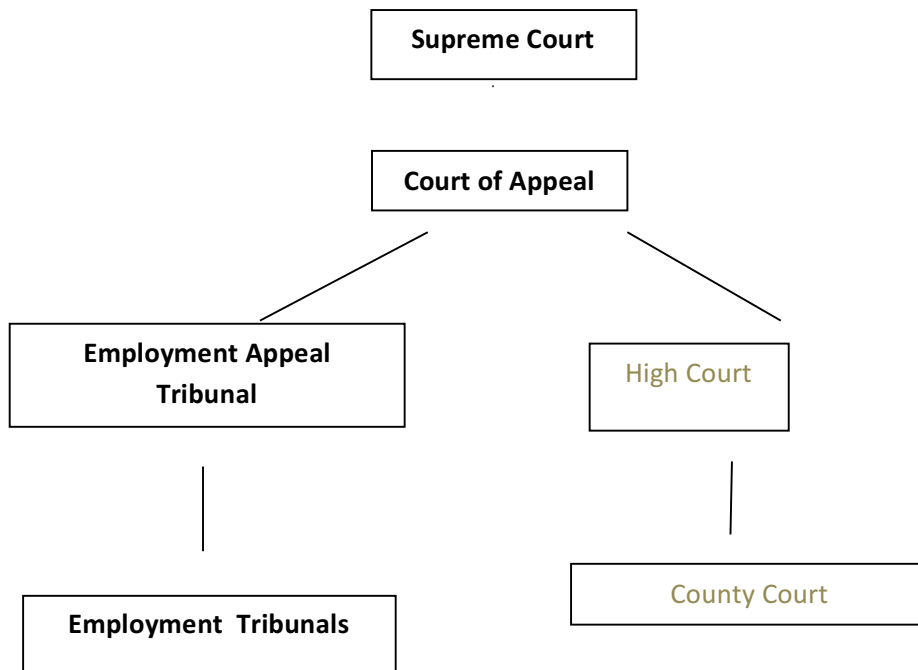 Supreme Court
Court of Appeal
Employment Appeal
Tribunal
High Court
County Court
Employment Tribunals